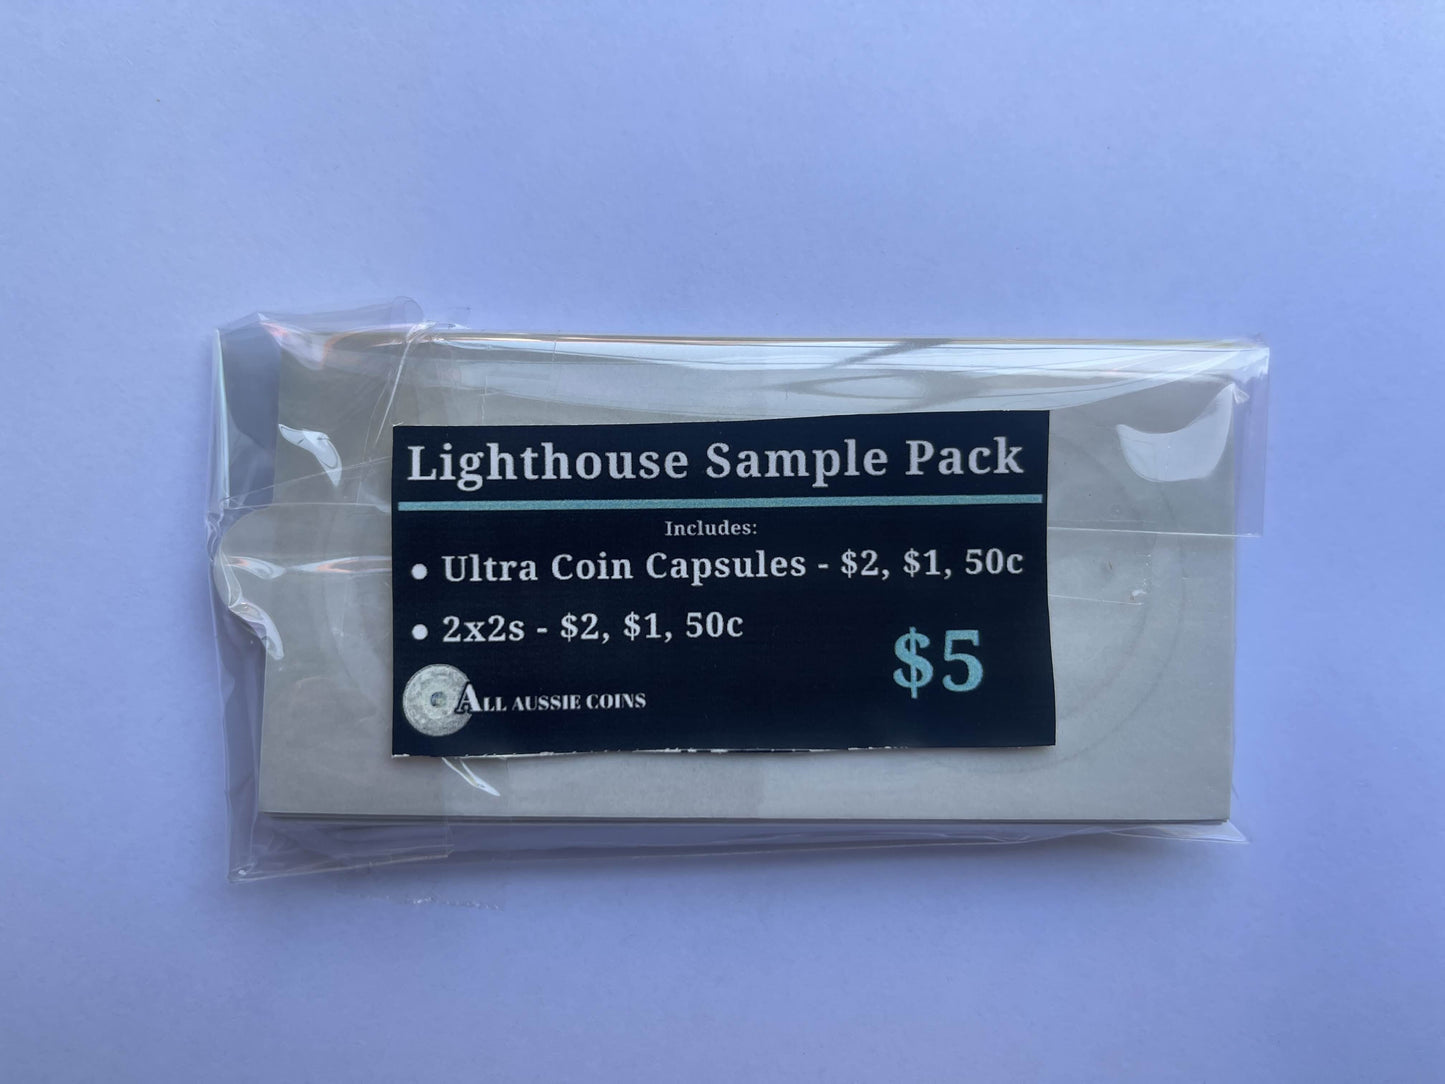 Lighthouse Sample Pack
Includes:
• Ultra Coin Capsules - $2, $1, 50c
• 2x2s - $2, $1, 50c
$5
ALL AUSSIE COINS